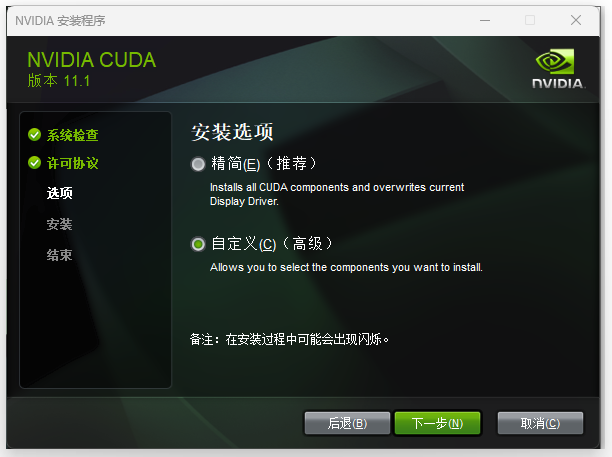 NVIDIA 安装程序
NVIDIA CUDA
版本 11.1
NVIDIA.
系统检查
许可协议
选项
安装
结束
安装选项
精简(E)（推荐）
Installs all CUDA components and overwrites current
Display Driver.
自定义(C)（高级）
Allows you to select the components you want to install.
备注：在安装过程中可能会出现闪烁。
后退(B)
下一步(N)
取消(C)